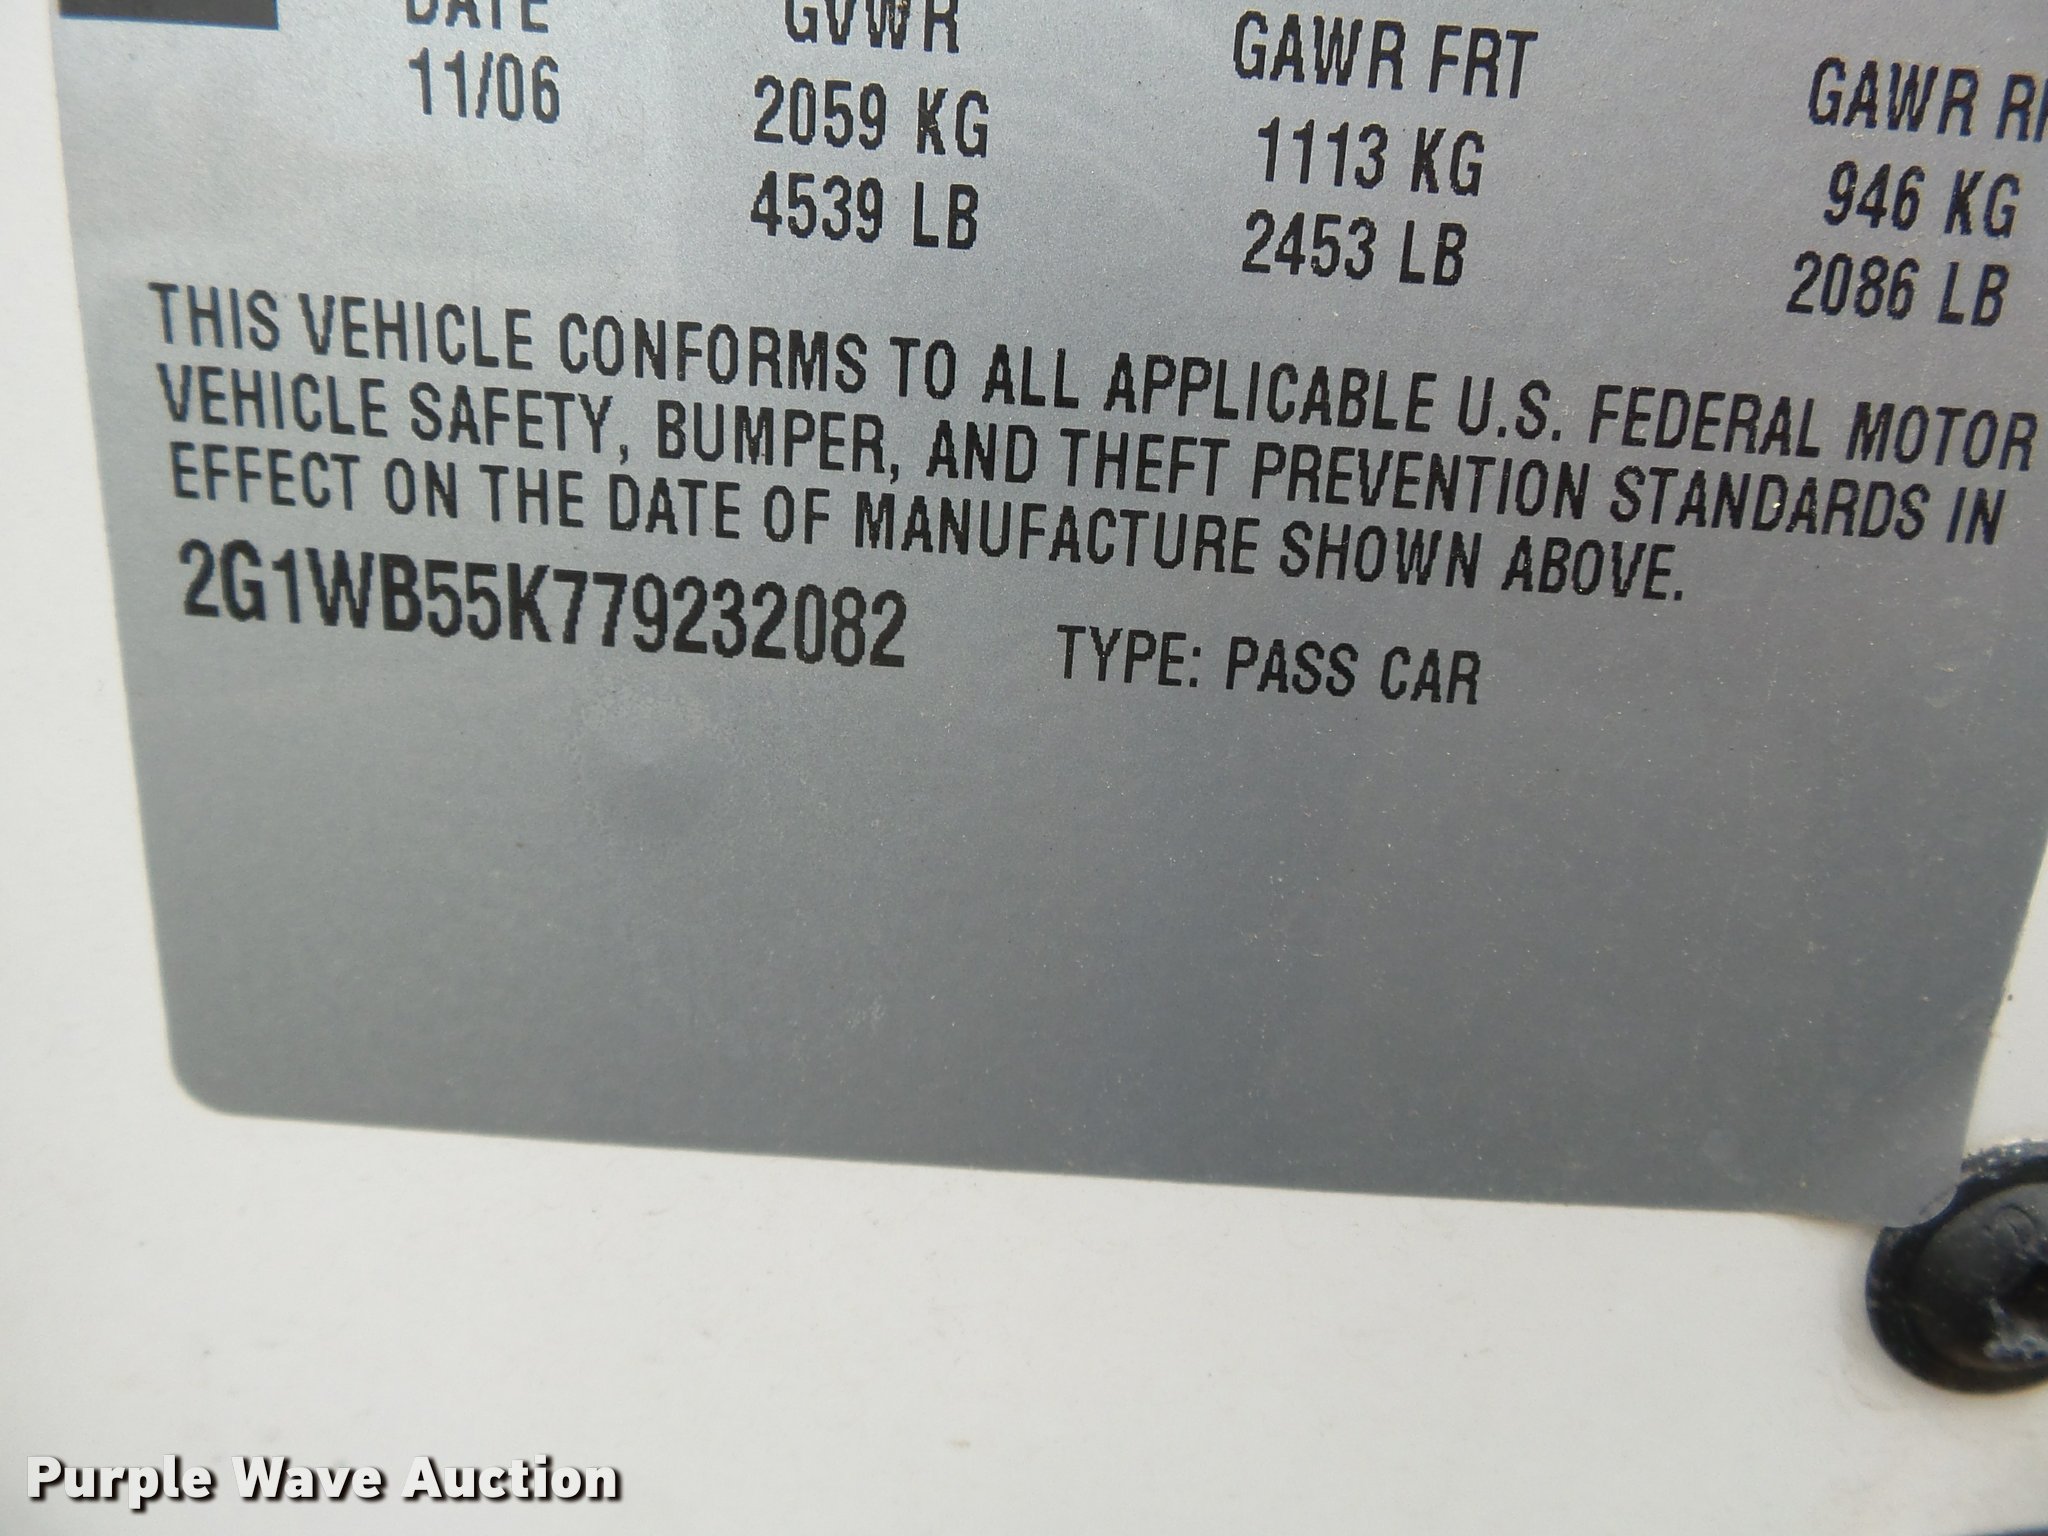 DATE GVWR GAWR FRT GAWR RR
11/06 2059 KG 1113 KG 946 KG
4539 LB 2453 LB 2086 LB
THIS VEHICLE CONFORMS TO ALL APPLICABLE U.S. FEDERAL MOTOR
VEHICLE SAFETY, BUMPER, AND THEFT PREVENTION STANDARDS IN
EFFECT ON THE DATE OF MANUFACTURE SHOWN ABOVE.
2G1WB55K779232082 TYPE: PASS CAR
Purple Wave Auction